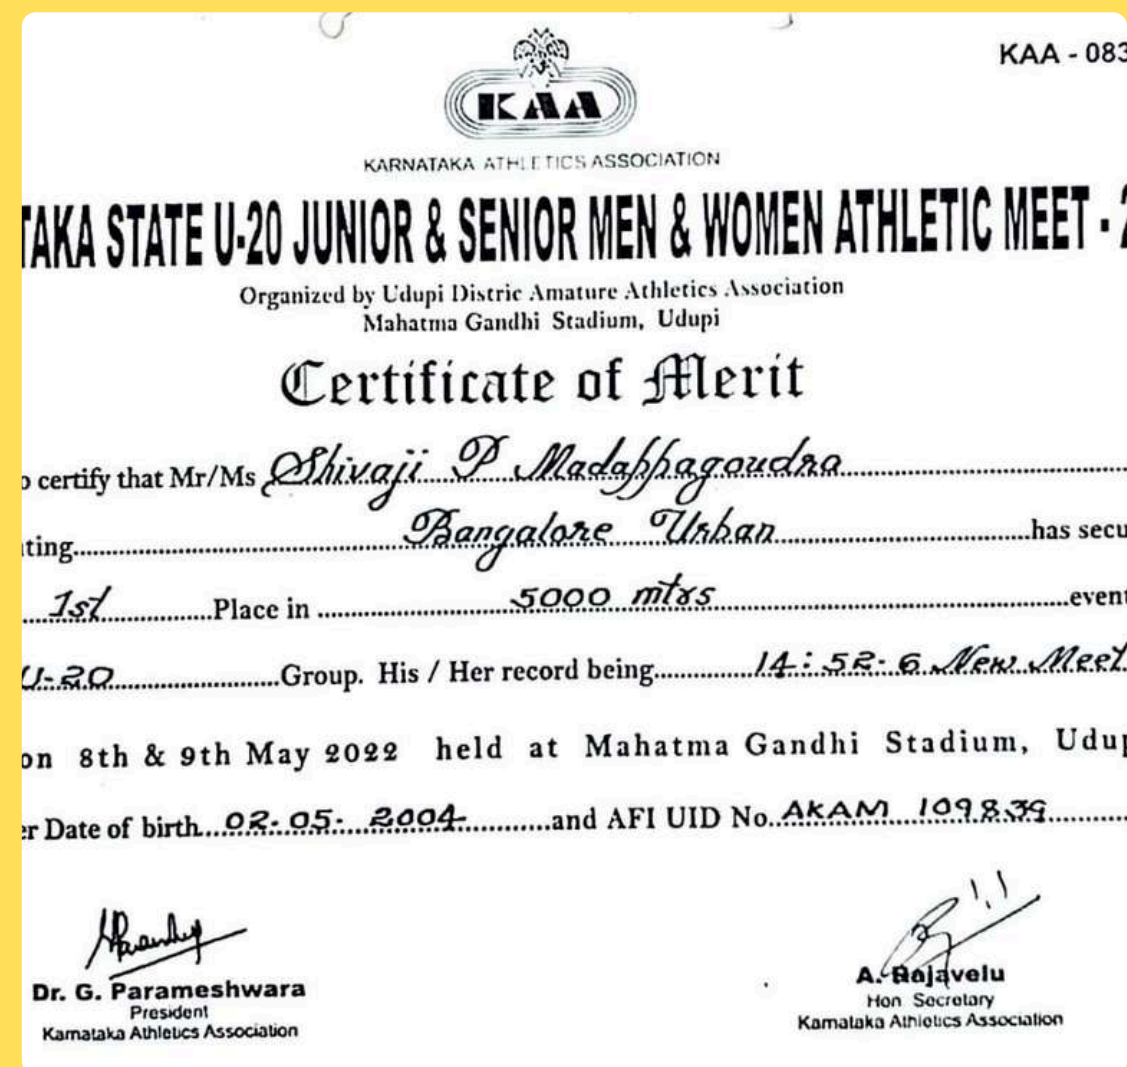 KAA - 083
KAA
KARNATAKA ATHLETICS ASSOCIATION
TAKA STATE U-20 JUNIOR & SENIOR MEN & WOMEN ATHLETIC MEET - 2
Organized by Udupi Distric Amature Athletics Association
Mahatma Gandhi Stadium, Udupi
Certificate of Merit
o certify that Mr/Ms Shivaji P Madappagoudra
ting Bangalore Urban has secu
1st Place in 5000 mtrs event
U-20 Group. His / Her record being 14:52.6 New Meet
on 8th & 9th May 2022 held at Mahatma Gandhi Stadium, Udup
er Date of birth 02-05-2004 and AFI UID No. AKAM 109839
Dr. G. Parameshwara
President
Karnataka Athletics Association
A. Rajavelu
Hon Secretary
Karnataka Athletics Association